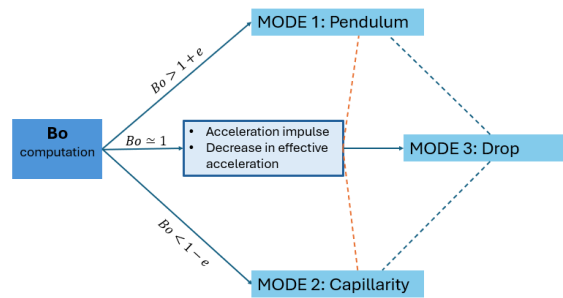 MODE 1: Pendulum
Bo > 1 + e
Bo
computation
Bo ≃ 1
• Acceleration impulse
• Decrease in effective
acceleration
MODE 3: Drop
Bo < 1 − e
MODE 2: Capillarity